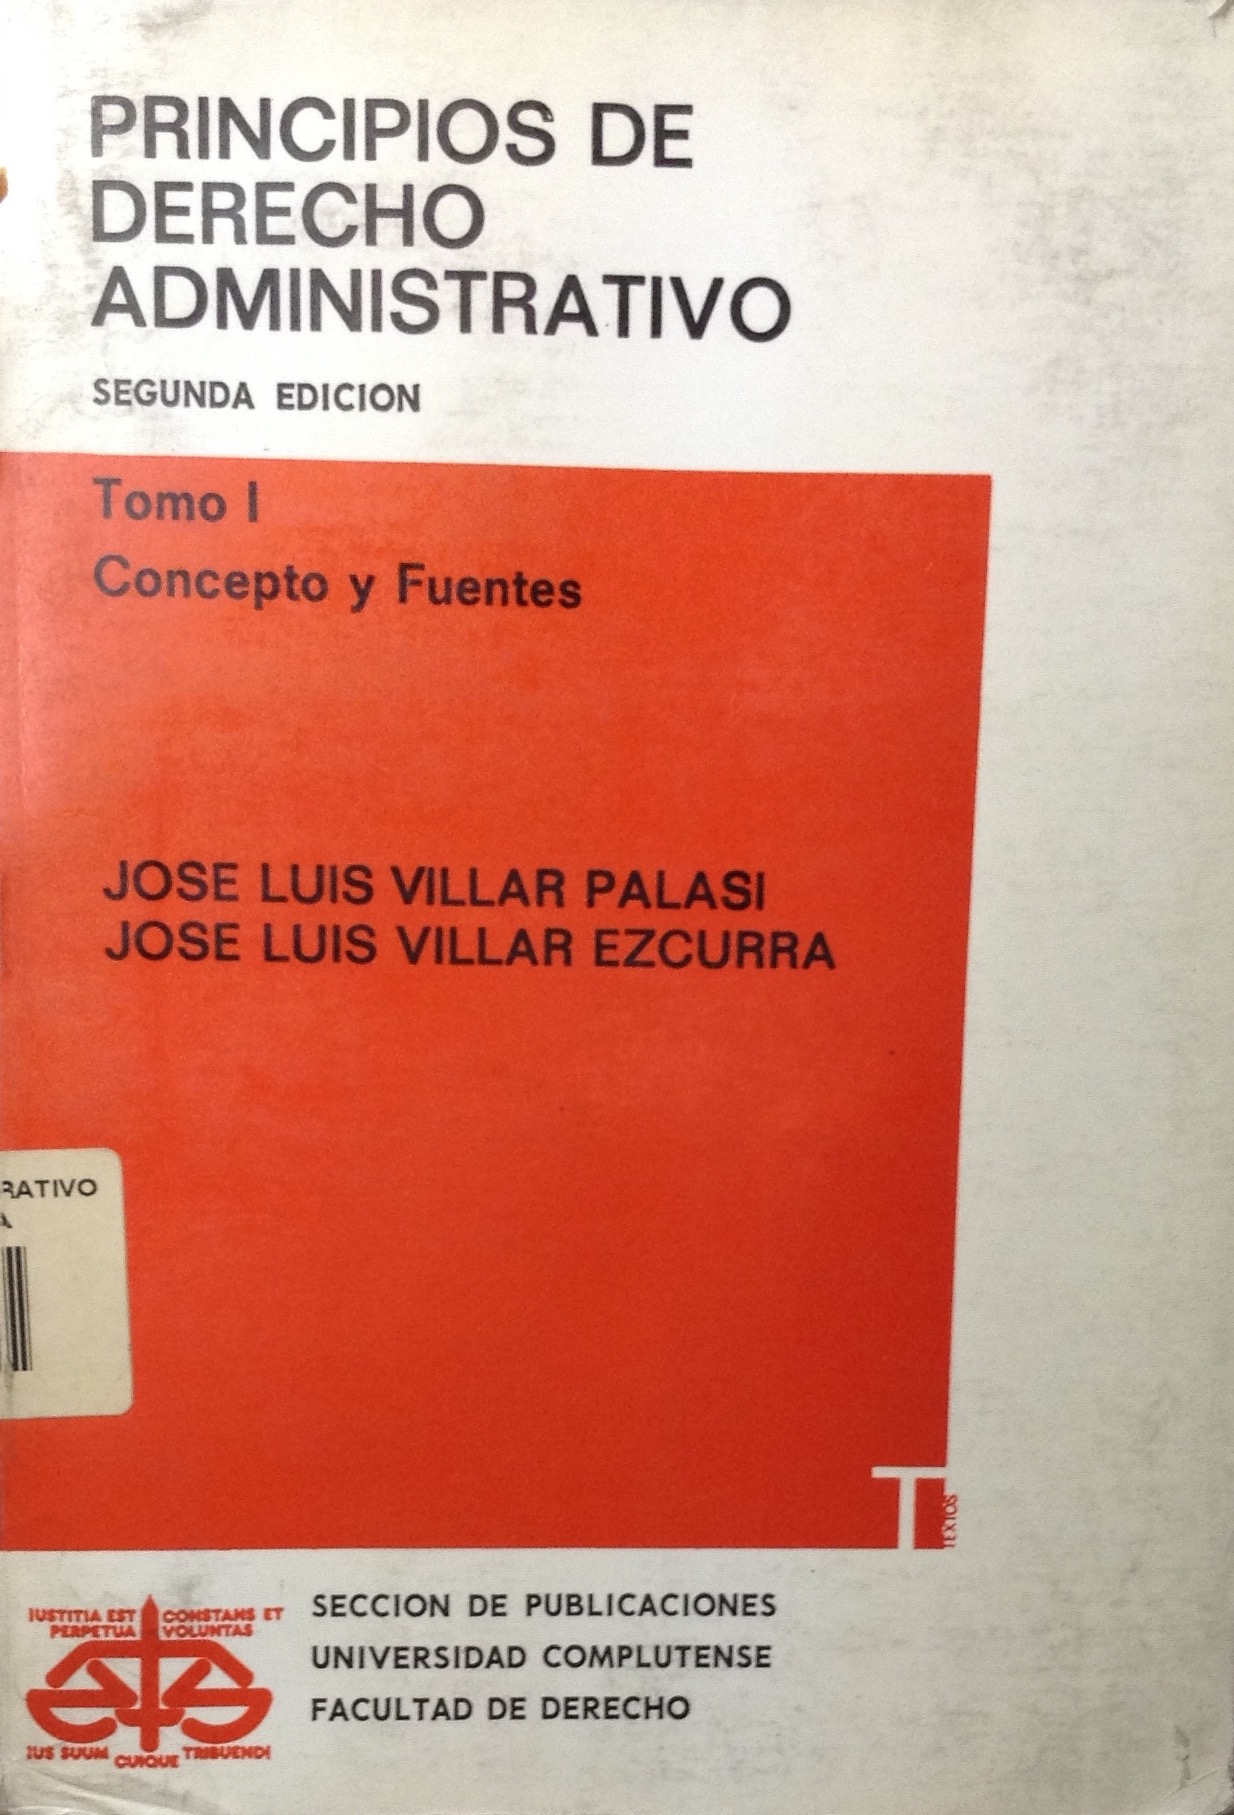 PRINCIPIOS DE
DERECHO
ADMINISTRATIVO
SEGUNDA EDICION
Tomo I
Concepto y Fuentes
JOSE LUIS VILLAR PALASI
JOSE LUIS VILLAR EZCURRA
RATIVO
A
T
TEXTOS
IUSTITIA EST CONSTANS ET
PERPETUA VOLUNTAS
IUS SUUM CUIQUE TRIBUENDI
SECCION DE PUBLICACIONES
UNIVERSIDAD COMPLUTENSE
FACULTAD DE DERECHO